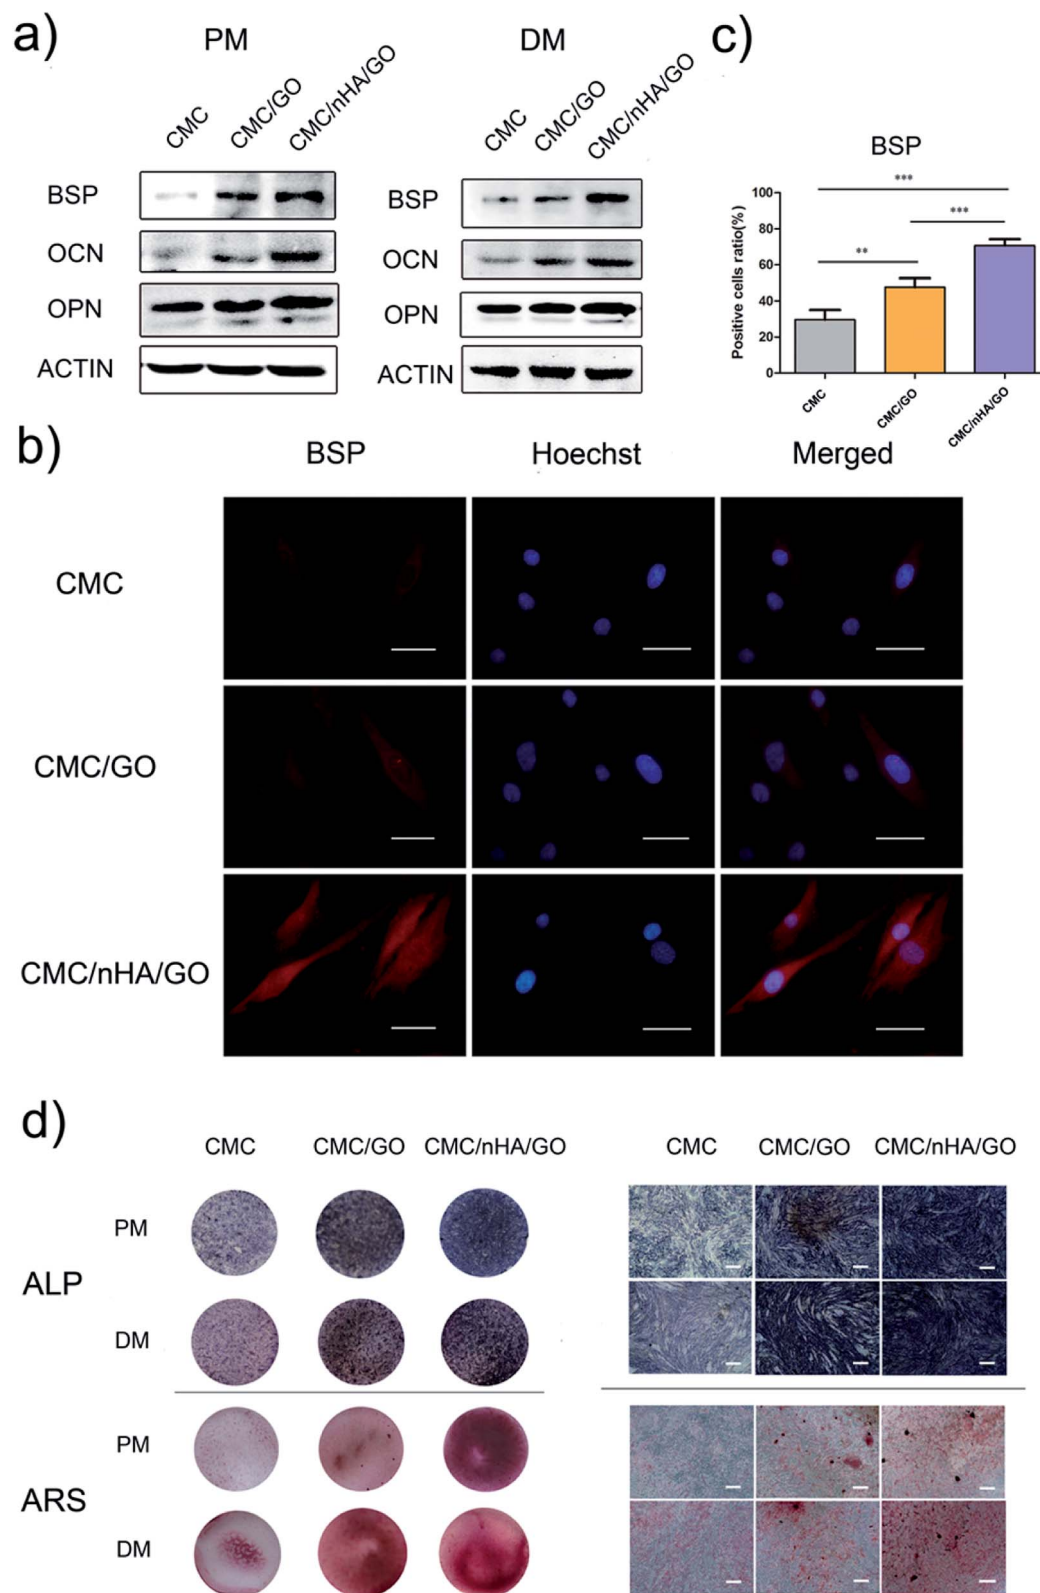 a)
PM
DM
CMC
CMC/GO
CMC/nHA/GO
CMC
CMC/GO
CMC/nHA/GO
BSP
OCN
OPN
ACTIN
BSP
OCN
OPN
ACTIN
c)
BSP
Positive cells ratio(%)
100
80
60
40
20
0
***
***
**
CMC
CMC/GO
CMC/nHA/GO
b)
BSP Hoechst Merged
CMC
CMC/GO
CMC/nHA/GO
d)
CMC CMC/GO CMC/nHA/GO CMC CMC/GO CMC/nHA/GO
PM
ALP
DM
PM
ARS
DM